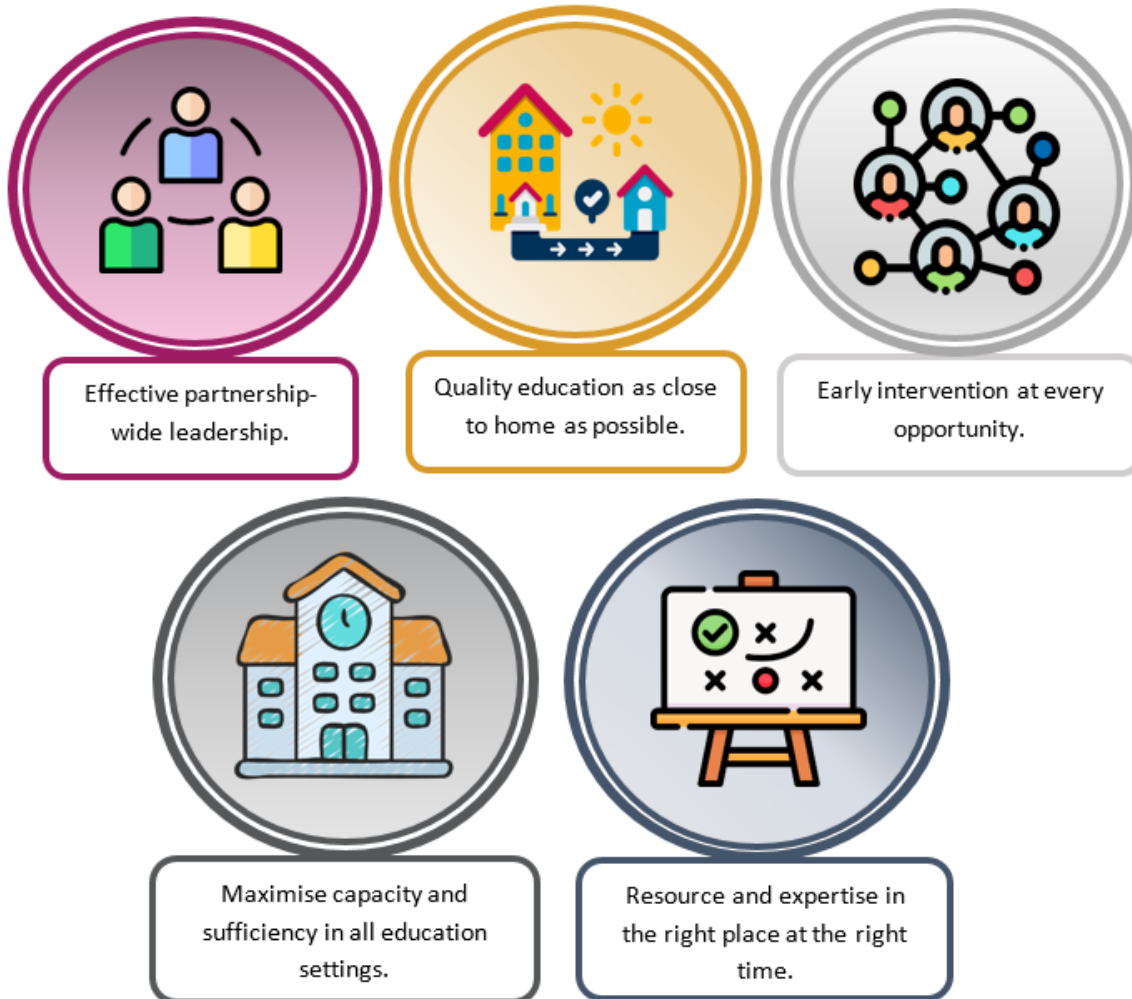 Effective partnership-
wide leadership.
Quality education as close
to home as possible.
Early intervention at every
opportunity.
Maximise capacity and
sufficiency in all education
settings.
Resource and expertise in
the right place at the right
time.